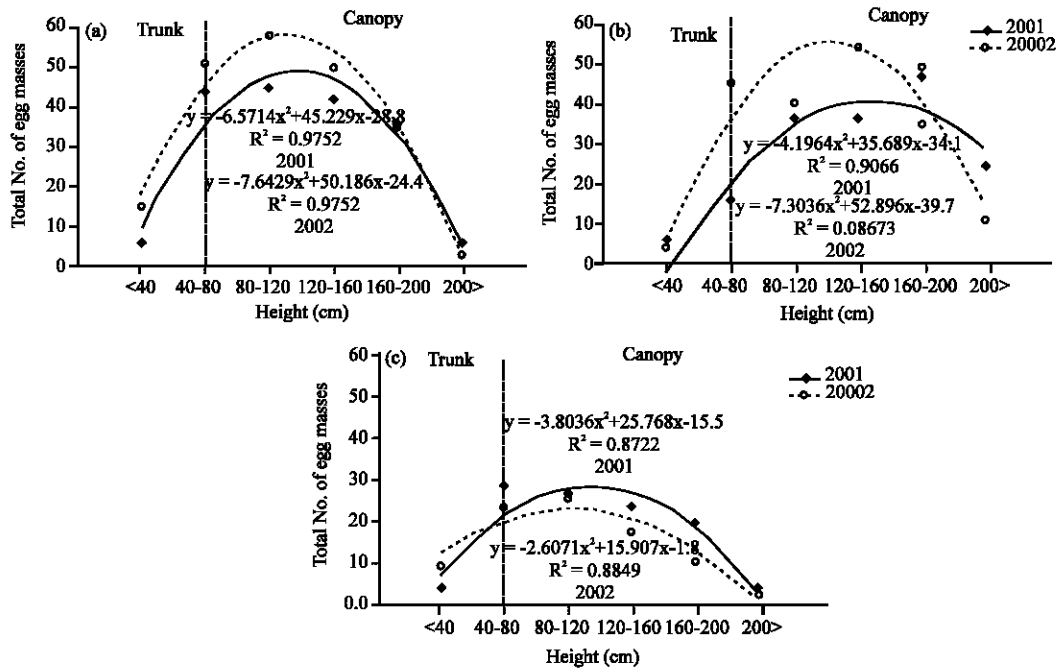 (a)
Trunk
Canopy
Total No. of egg masses
60
50
40
30
20
10
0
y = -6.5714x²+45.229x-28.8
R² = 0.9752
2001
y = -7.6429x²+50.186x-24.4
R² = 0.9752
2002
<40 40-80 80-120 120-160 160-200 200>
Height (cm)
(b)
Trunk
Canopy
2001
20002
Total No. of egg masses
60
50
40
30
20
10
0
y = -4.1964x²+35.689x-34.1
R² = 0.9066
2001
y = -7.3036x²+52.896x-39.7
R² = 0.08673
2002
<40 40-80 80-120 120-160 160-200 200>
Height (cm)
(c)
Trunk
Canopy
2001
20002
Total No. of egg masses
60
50
40
30
20
10
0.0
y = -3.8036x²+25.768x-15.5
R² = 0.8722
2001
y = -2.6071x²+15.907x-1.8
R² = 0.8849
2002
<40 40-80 80-120 120-160 160-200 200>
Height (cm)